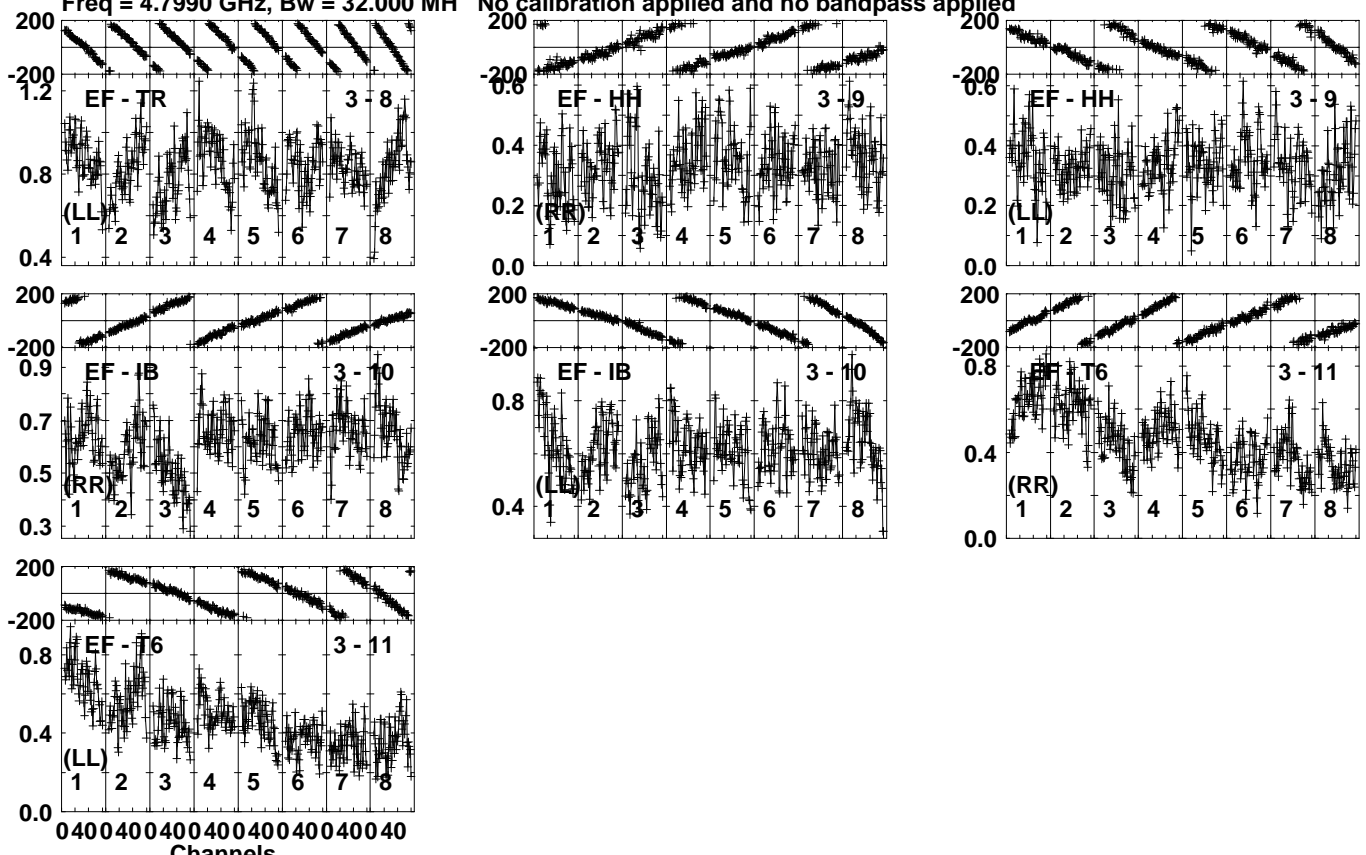 Freq = 4.7990 GHz, Bw = 32.000 MH No calibration applied and no bandpass applied
200
-200
EF - TR 3 - 8
1.2
0.8
0.4
(LL)
1 2 3 4 5 6 7 8
200
-200
EF - HH 3 - 9
0.6
0.4
0.2
0.0
(RR)
1 2 3 4 5 6 7 8
200
-200
EF - HH 3 - 9
0.6
0.4
0.2
0.0
(LL)
1 2 3 4 5 6 7 8
200
-200
EF - IB 3 - 10
0.9
0.7
0.5
0.3
(RR)
1 2 3 4 5 6 7 8
200
-200
EF - IB 3 - 10
0.8
0.4
(LL)
1 2 3 4 5 6 7 8
200
-200
EF - T6 3 - 11
0.8
0.4
0.0
(RR)
1 2 3 4 5 6 7 8
200
-200
EF - T6 3 - 11
0.8
0.4
0.0
(LL)
1 2 3 4 5 6 7 8
0 40 0 40 0 40 0 40 0 40 0 40 0 40 0 40
Channels